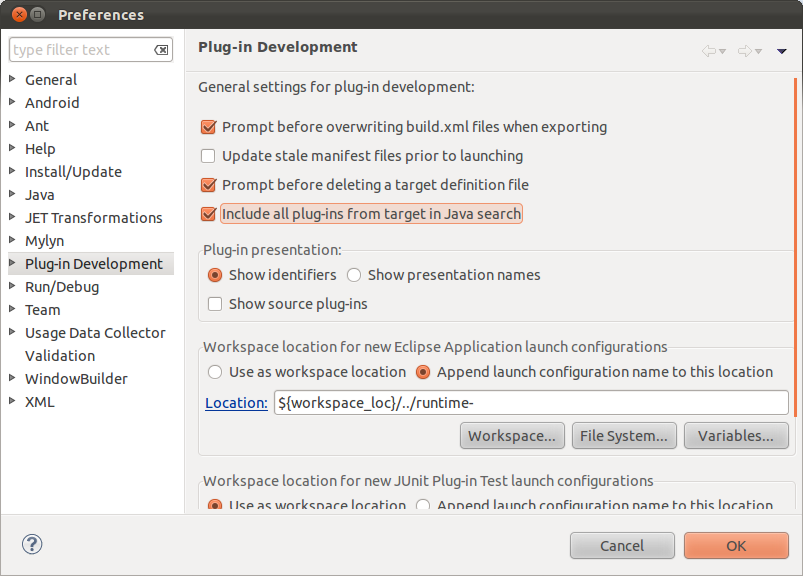 Preferences
type filter text
General
Android
Ant
Help
Install/Update
Java
JET Transformations
Mylyn
Plug-in Development
Run/Debug
Team
Usage Data Collector
Validation
WindowBuilder
XML
Plug-in Development
General settings for plug-in development:
Prompt before overwriting build.xml files when exporting
Update stale manifest files prior to launching
Prompt before deleting a target definition file
Include all plug-ins from target in Java search
Plug-in presentation:
Show identifiers Show presentation names
Show source plug-ins
Workspace location for new Eclipse Application launch configurations
Use as workspace location Append launch configuration name to this location
Location: ${workspace_loc}/../runtime-
Workspace... File System... Variables...
Workspace location for new JUnit Plug-in Test launch configurations
Use as workspace location Append launch configuration name to this location
? Cancel OK